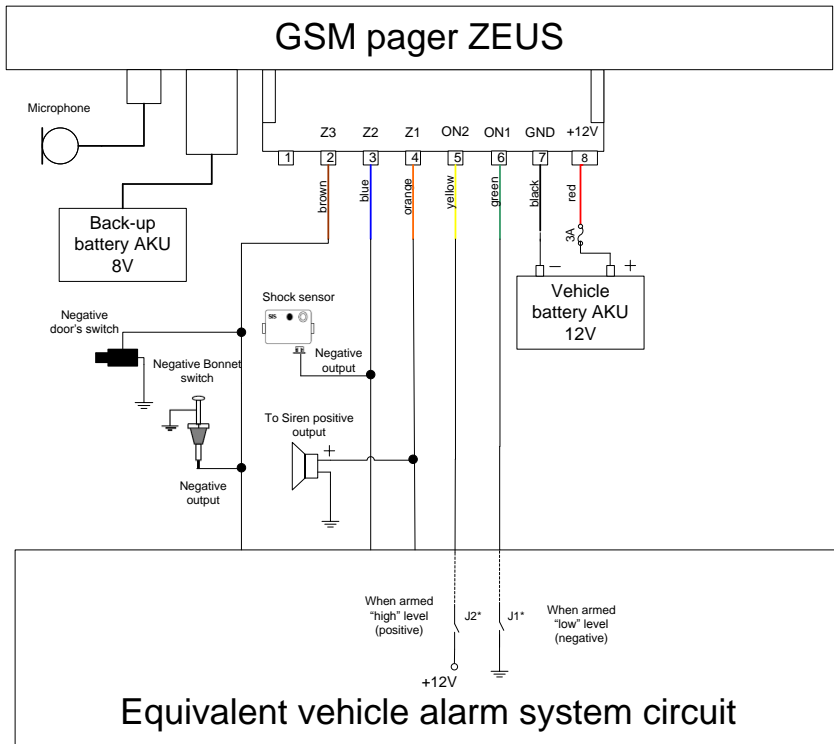 GSM pager ZEUS
Microphone
Z3 Z2 Z1 ON2 ON1 GND +12V
1 2 3 4 5 6 7 8
brown
blue
orange
yellow
green
black
red
3A
Back-up
battery AKU
8V
– +
Vehicle
battery AKU
12V
Shock sensor
SIS
Negative
output
Negative
door's switch
Negative Bonnet
switch
Negative
output
To Siren positive
output
+
When armed
“high” level
(positive)
J2*
J1*
When armed
“low” level
(negative)
+12V
Equivalent vehicle alarm system circuit